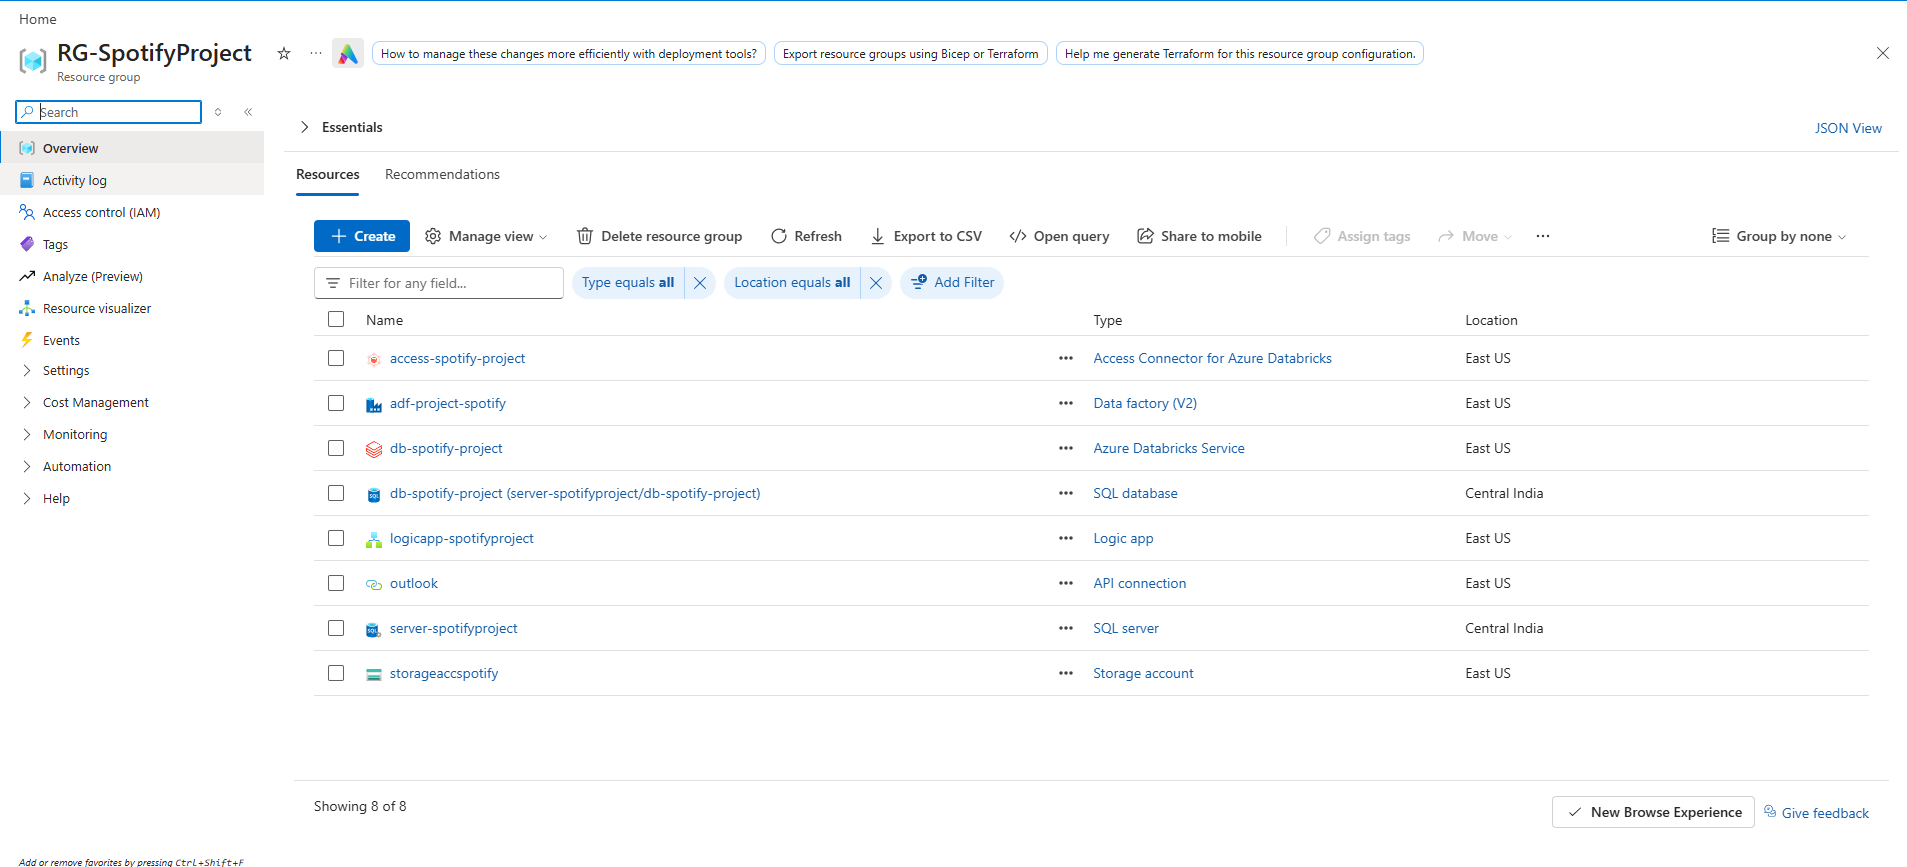 Home
RG-SpotifyProject
Resource group
How to manage these changes more efficiently with deployment tools?
Export resource groups using Bicep or Terraform
Help me generate Terraform for this resource group configuration.
Search
Overview
Activity log
Access control (IAM)
Tags
Analyze (Preview)
Resource visualizer
Events
Settings
Cost Management
Monitoring
Automation
Help
Essentials
JSON View
Resources Recommendations
Create Manage view Delete resource group Refresh Export to CSV Open query Share to mobile Assign tags Move ... Group by none
Filter for any field... Type equals all Location equals all Add Filter
Name Type Location
access-spotify-project ... Access Connector for Azure Databricks East US
adf-project-spotify ... Data factory (V2) East US
db-spotify-project ... Azure Databricks Service East US
db-spotify-project (server-spotifyproject/db-spotify-project) ... SQL database Central India
logicapp-spotifyproject ... Logic app East US
outlook ... API connection East US
server-spotifyproject ... SQL server Central India
storageaccspotify ... Storage account East US
Showing 8 of 8
New Browse Experience Give feedback
Add or remove favorites by pressing Ctrl+Shift+F